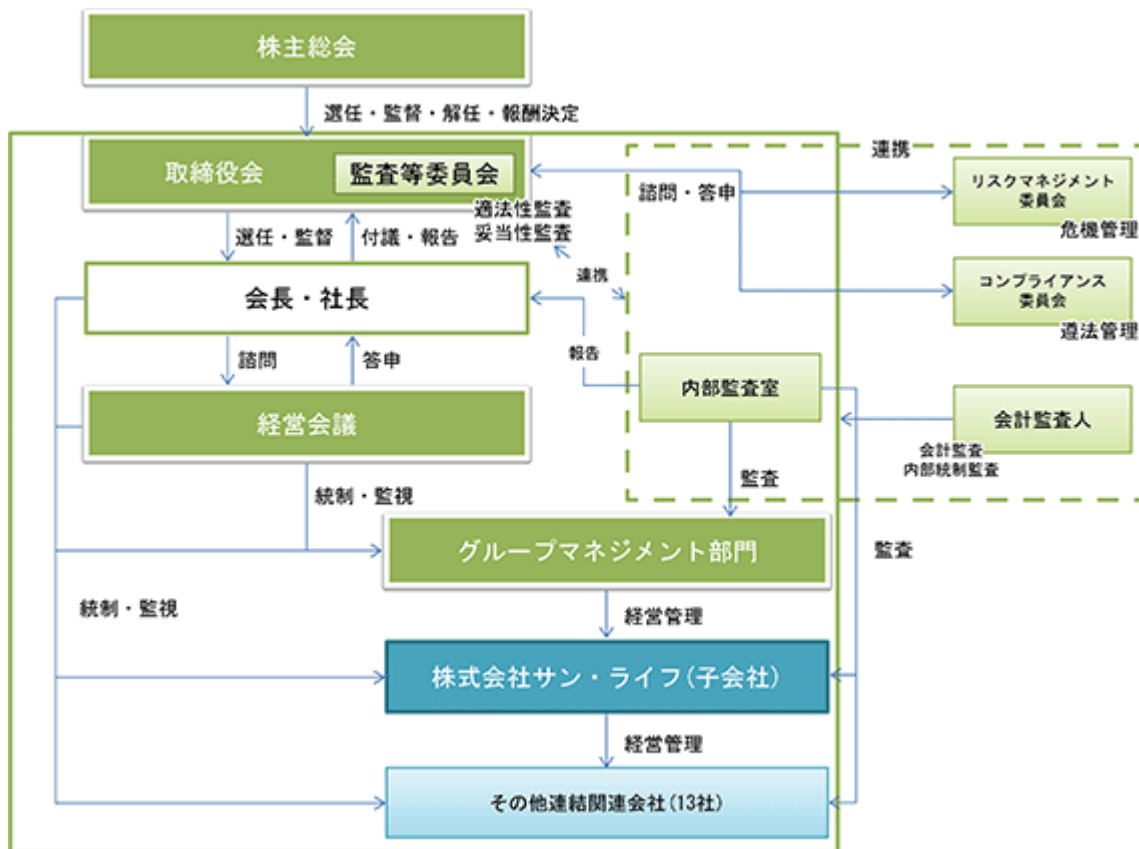 株主総会
選任・監督・解任・報酬決定
取締役会
監査等委員会
適法性監査
妥当性監査
連携
諮問・答申
リスクマネジメント
委員会
危機管理
選任・監督
付議・報告
連携
コンプライアンス
委員会
遵法管理
会長・社長
諮問
答申
報告
内部監査室
会計監査人
会計監査
内部統制監査
経営会議
統制・監視
監査
グループマネジメント部門
監査
統制・監視
経営管理
株式会社サン・ライフ(子会社)
経営管理
その他連結関連会社(13社)